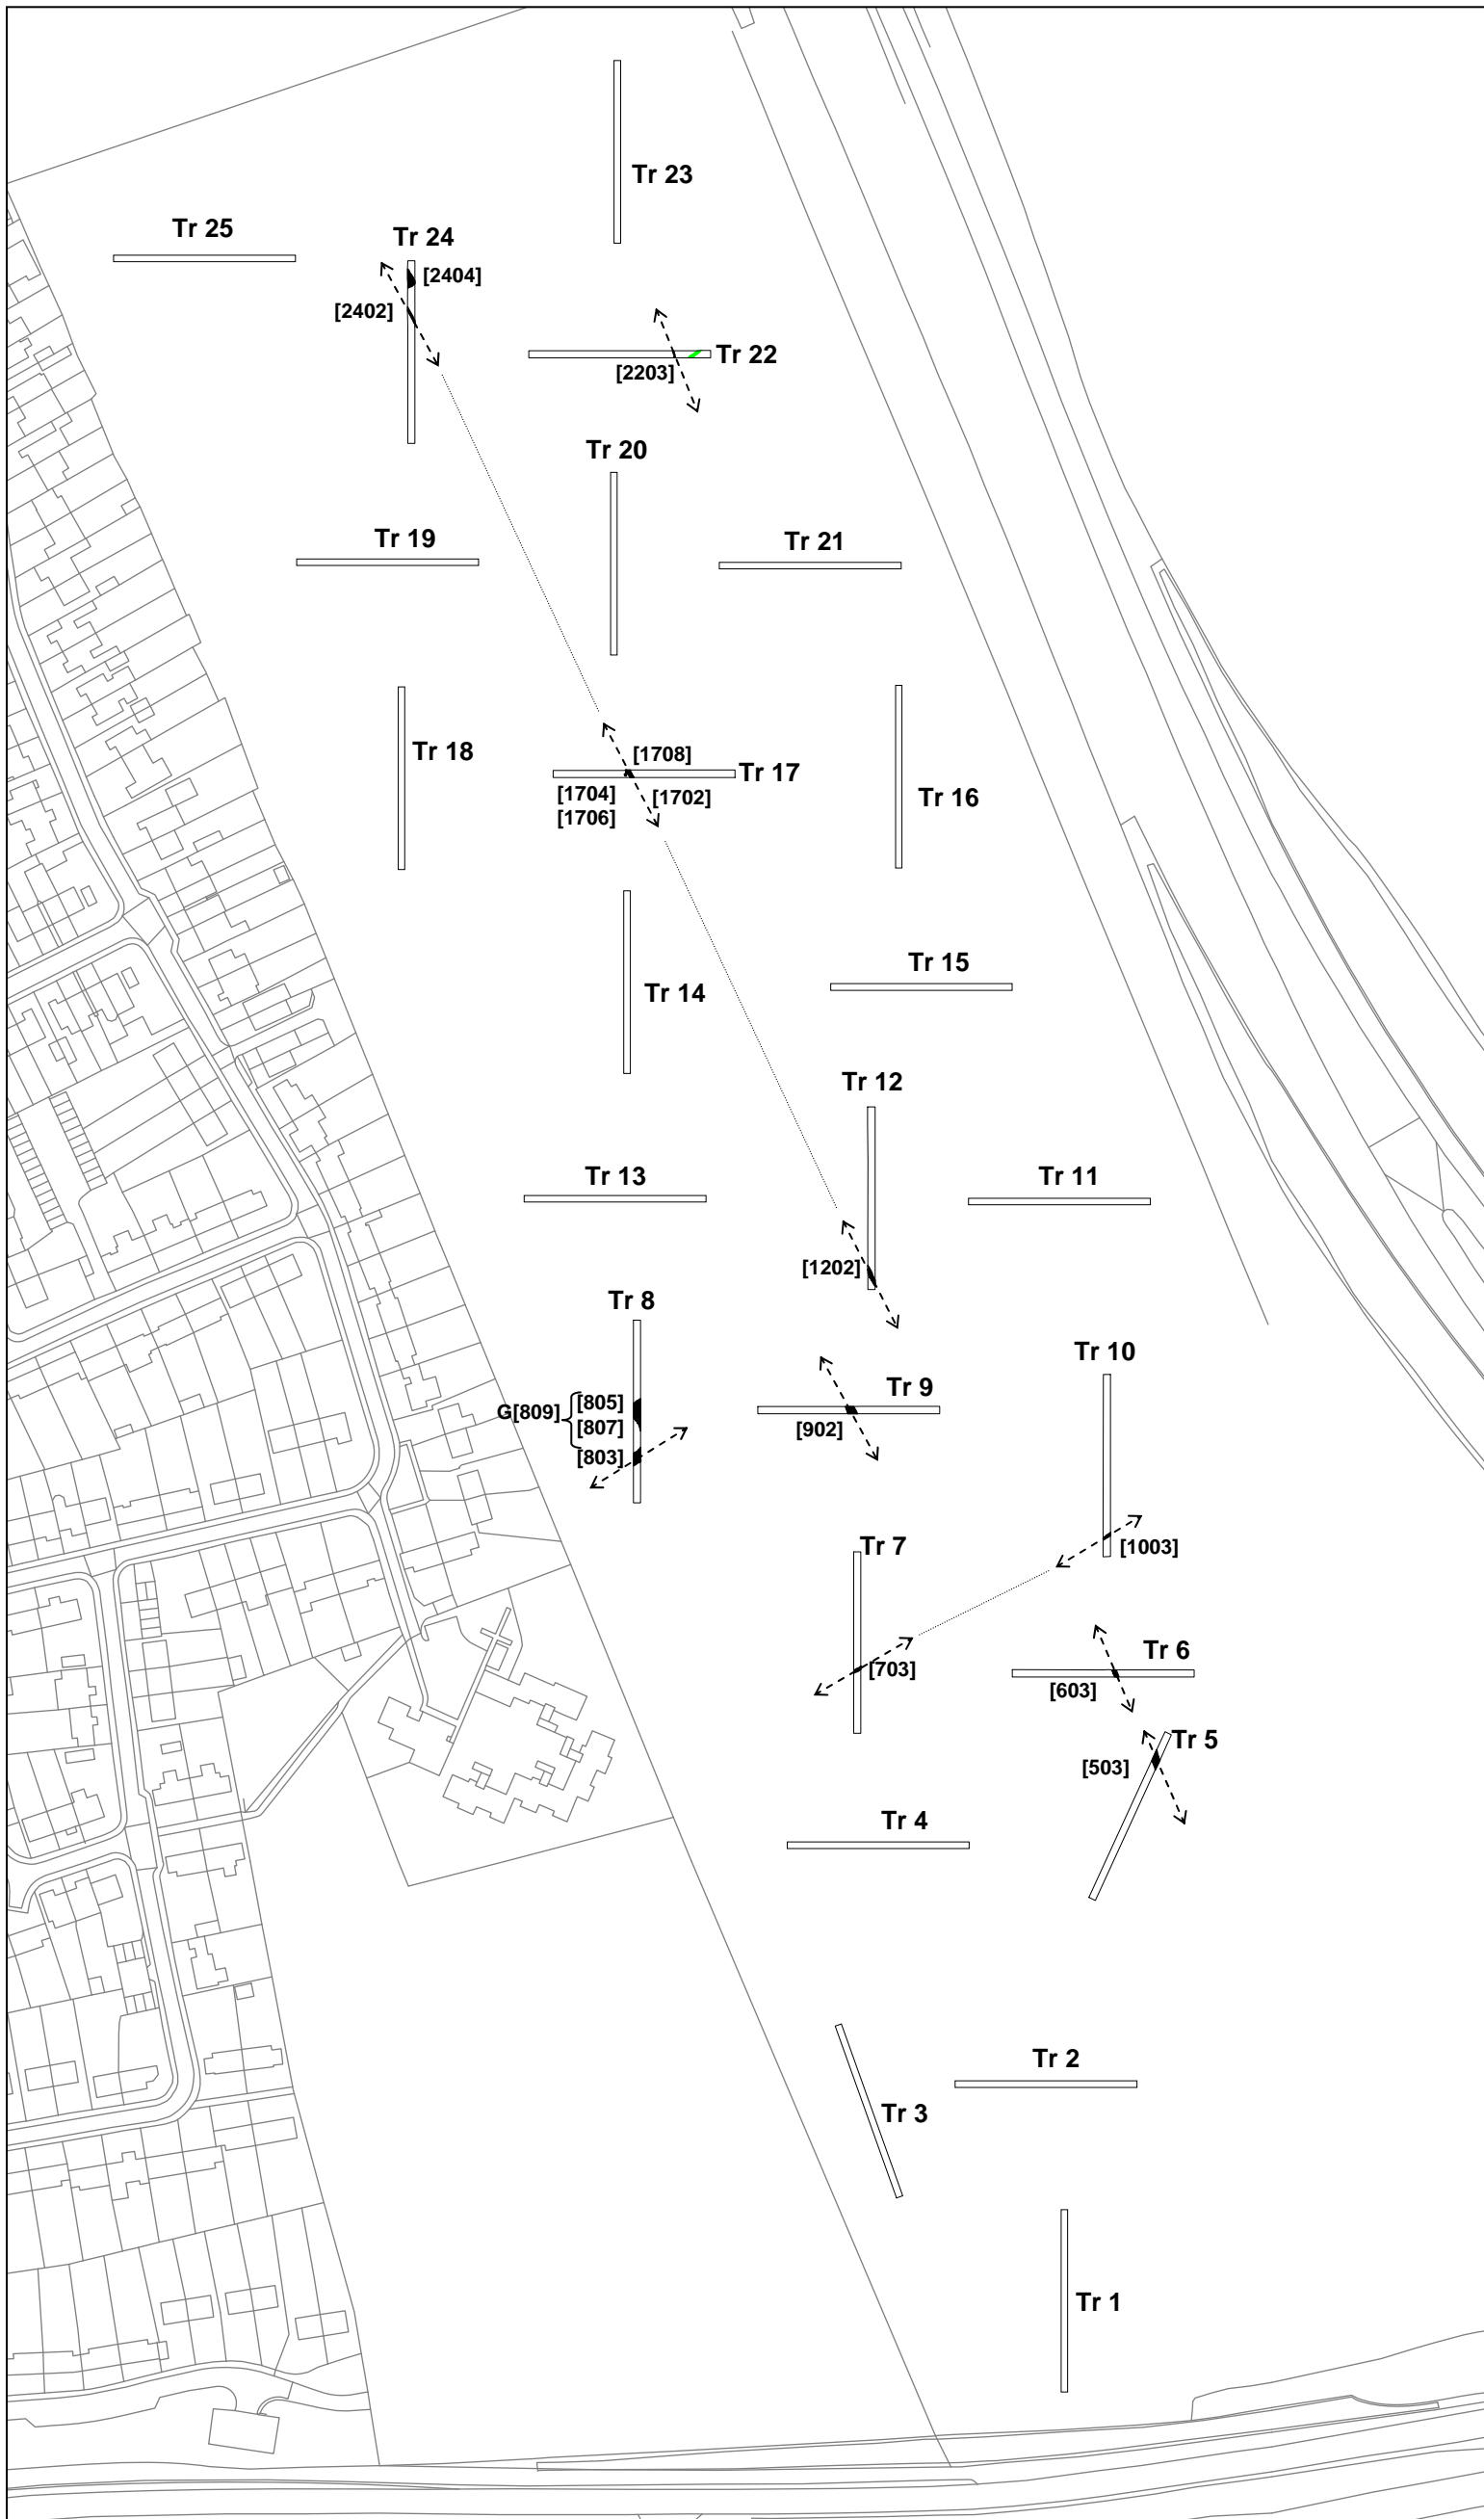 Tr 23
Tr 25
Tr 24
[2404]
[2402]
Tr 22
[2203]
Tr 20
Tr 19
Tr 21
Tr 18
[1708]
Tr 17
[1704]
[1702]
[1706]
Tr 16
Tr 15
Tr 14
Tr 12
Tr 13
Tr 11
[1202]
Tr 8
Tr 10
Tr 9
[805]
G[809]
[807]
[902]
[803]
Tr 7
[1003]
Tr 6
[703]
[603]
Tr 5
[503]
Tr 4
Tr 2
Tr 3
Tr 1